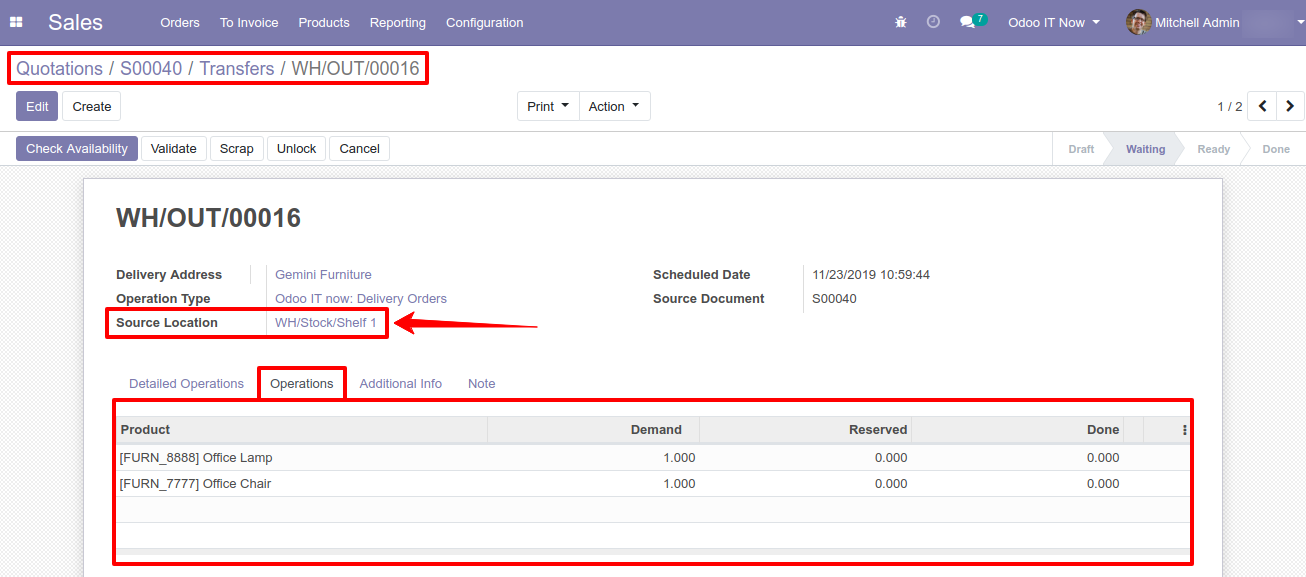 Sales Orders To Invoice Products Reporting Configuration 7 Odoo IT Now Mitchell Admin
Quotations / S00040 / Transfers / WH/OUT/00016
Edit Create Print Action 1 / 2
Check Availability Validate Scrap Unlock Cancel Draft Waiting Ready Done
WH/OUT/00016
Delivery Address Gemini Furniture Scheduled Date 11/23/2019 10:59:44
Operation Type Odoo IT now: Delivery Orders Source Document S00040
Source Location WH/Stock/Shelf 1
Detailed Operations Operations Additional Info Note
Product Demand Reserved Done
[FURN_8888] Office Lamp 1.000 0.000 0.000
[FURN_7777] Office Chair 1.000 0.000 0.000